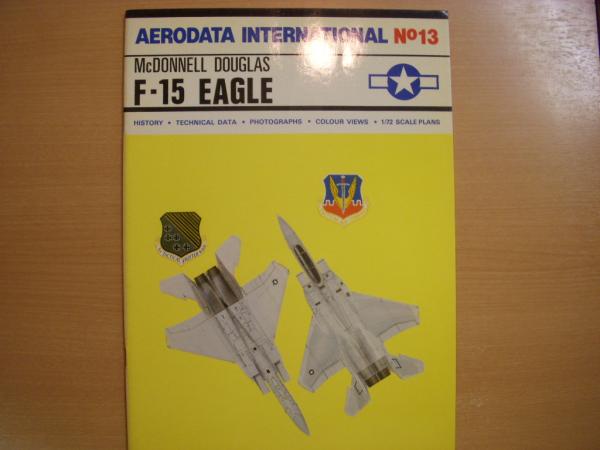 AERODATA INTERNATIONAL No13
McDONNELL DOUGLAS
F-15 EAGLE
HISTORY • TECHNICAL DATA • PHOTOGRAPHS • COLOUR VIEWS • 1/72 SCALE PLANS